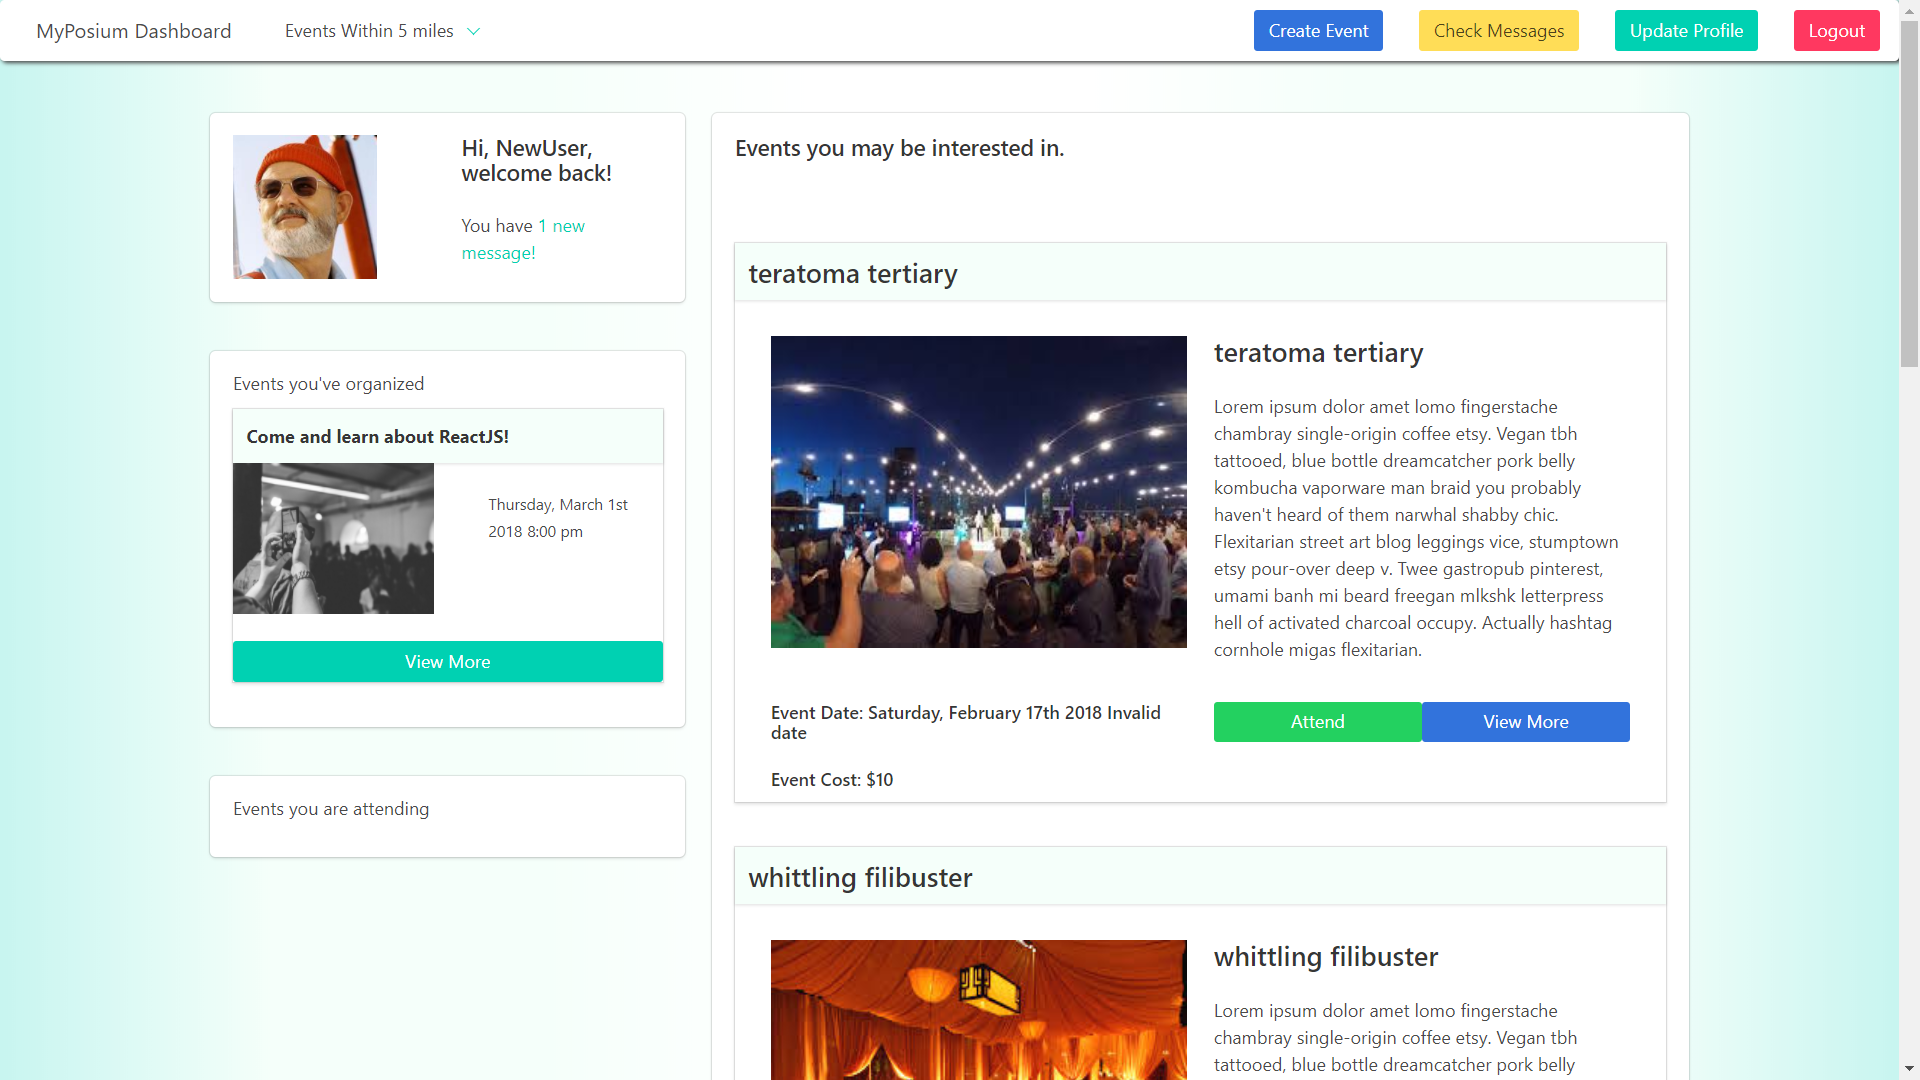 MyPosium Dashboard
Events Within 5 miles
Create Event
Check Messages
Update Profile
Logout
Hi, NewUser,
welcome back!
You have 1 new
message!
Events you've organized
Come and learn about ReactJS!
Thursday, March 1st
2018 8:00 pm
View More
Events you are attending
Events you may be interested in.
teratoma tertiary
teratoma tertiary
Lorem ipsum dolor amet lomo fingerstache
chambray single-origin coffee etsy. Vegan tbh
tattooed, blue bottle dreamcatcher pork belly
kombucha vaporware man braid you probably
haven't heard of them narwhal shabby chic.
Flexitarian street art blog leggings vice, stumptown
etsy pour-over deep v. Twee gastropub pinterest,
umami banh mi beard freegan mlkshk letterpress
hell of activated charcoal occupy. Actually hashtag
cornhole migas flexitarian.
Event Date: Saturday, February 17th 2018 Invalid
date
Event Cost: $10
Attend
View More
whittling filibuster
whittling filibuster
Lorem ipsum dolor amet lomo fingerstache
chambray single-origin coffee etsy. Vegan tbh
tattooed, blue bottle dreamcatcher pork belly